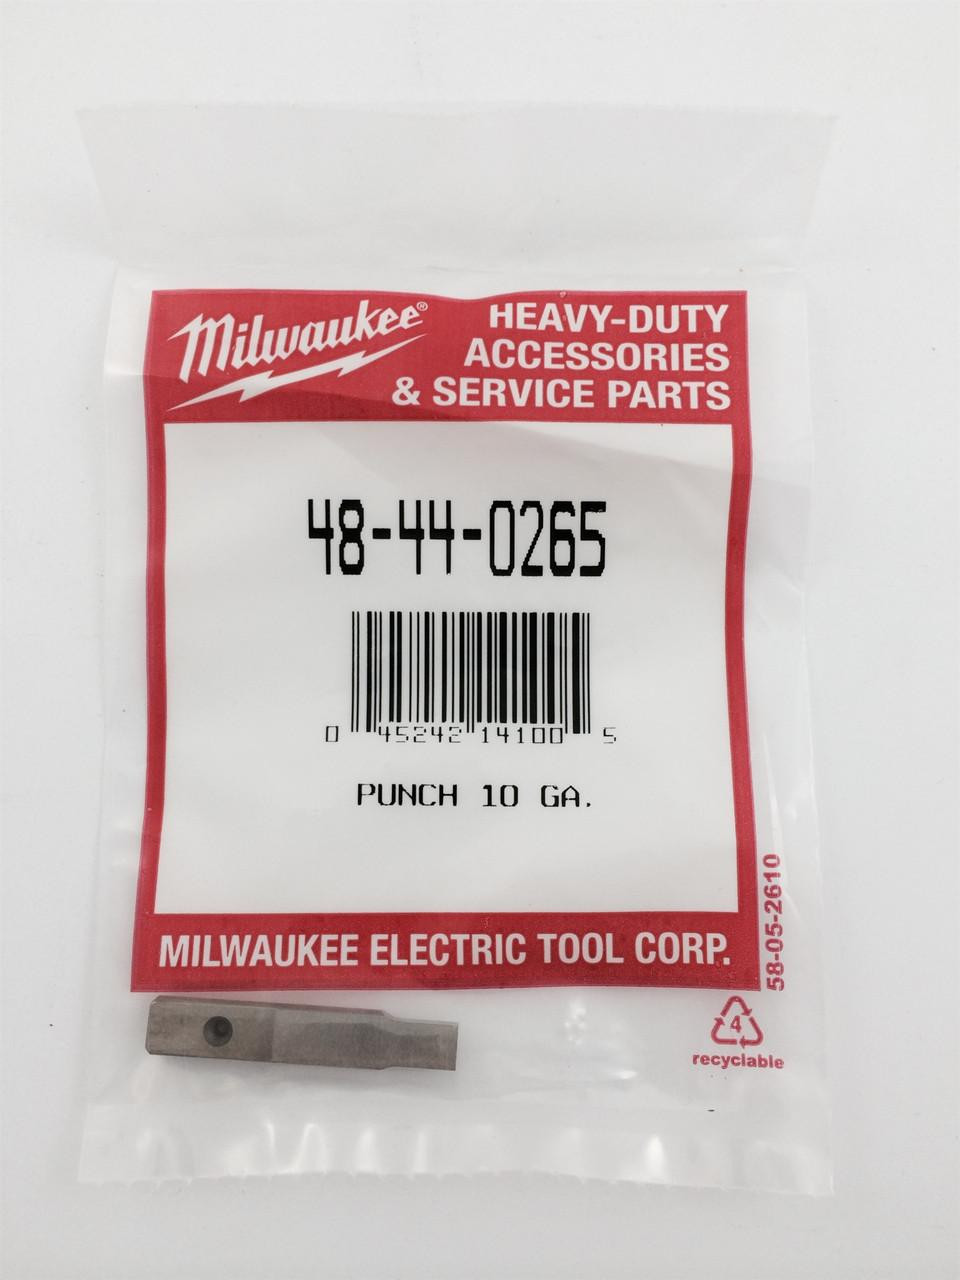 Milwaukee®
HEAVY-DUTY
ACCESSORIES
& SERVICE PARTS
48-44-0265
0 45242 14100 5
PUNCH 10 GA.
MILWAUKEE ELECTRIC TOOL CORP.
58-05-2610
4
recyclable